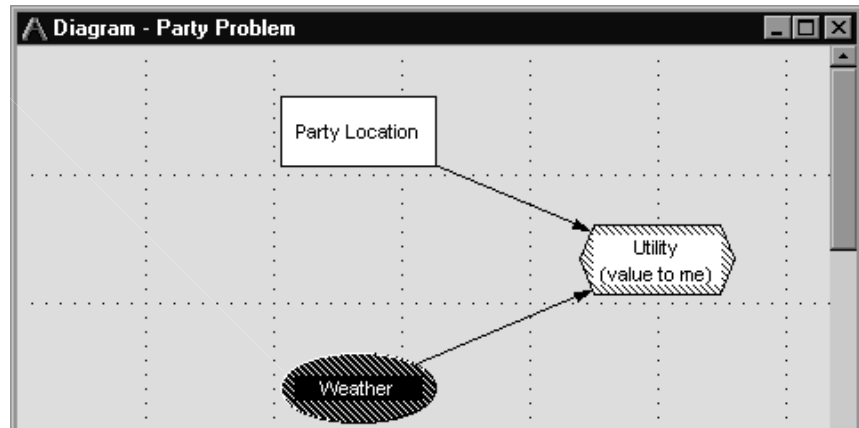 Diagram - Party Problem
Party Location
Utility
(value to me)
Weather